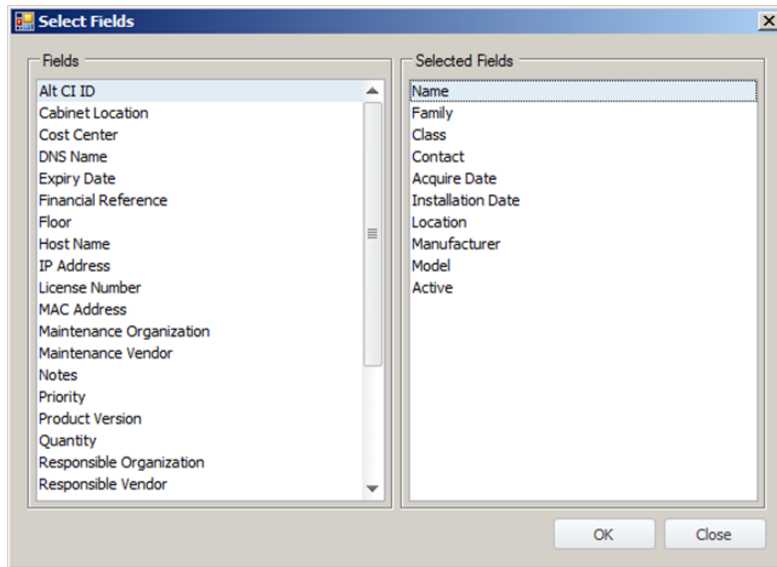 Select Fields
Fields
Alt CI ID
Cabinet Location
Cost Center
DNS Name
Expiry Date
Financial Reference
Floor
Host Name
IP Address
License Number
MAC Address
Maintenance Organization
Maintenance Vendor
Notes
Priority
Product Version
Quantity
Responsible Organization
Responsible Vendor
Selected Fields
Name
Family
Class
Contact
Acquire Date
Installation Date
Location
Manufacturer
Model
Active
OK
Close